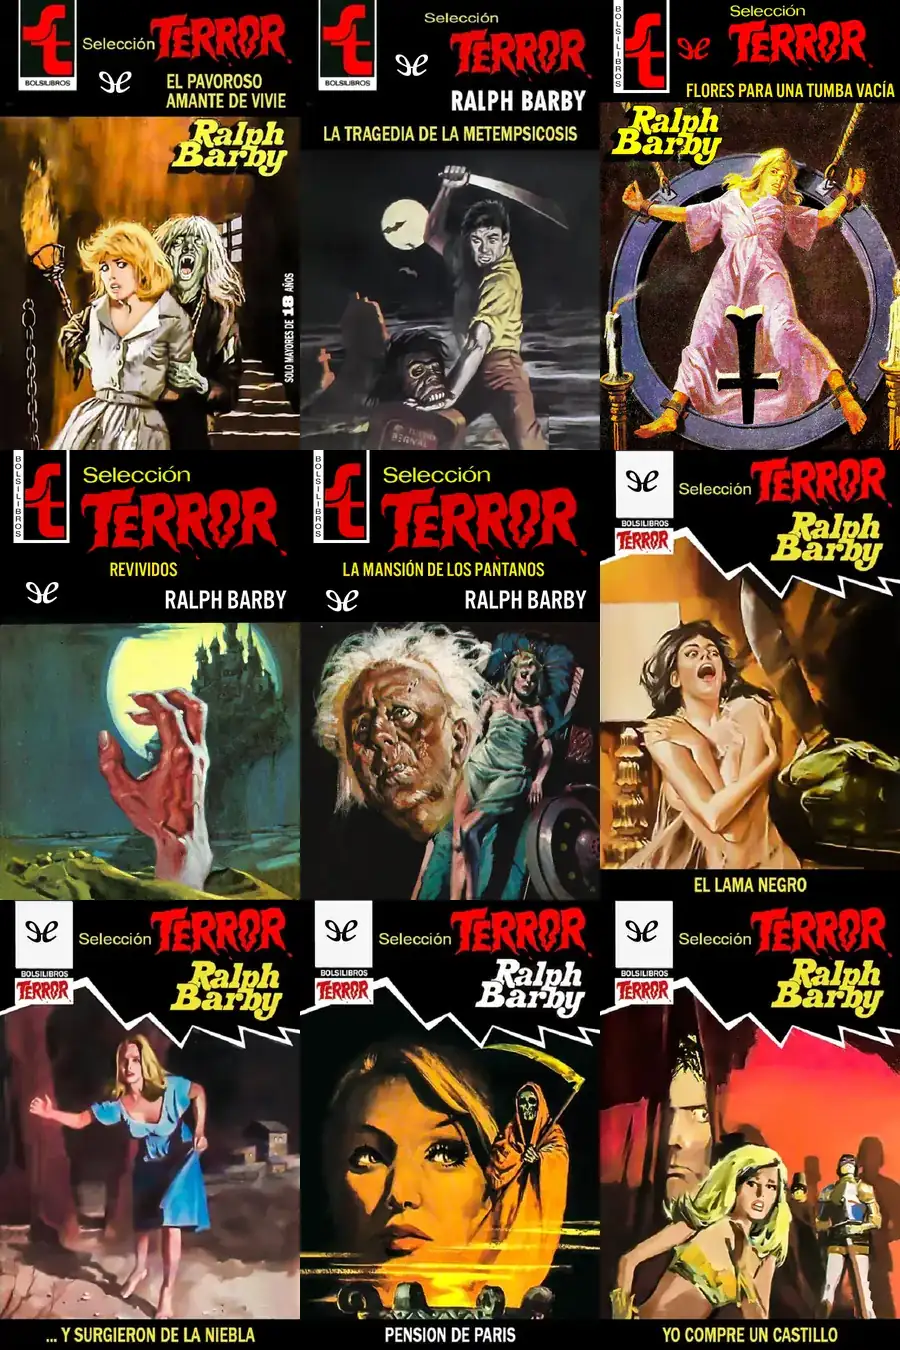 BOLSILIBROS
Selección
TERROR
EL PAVOROSO
AMANTE DE VIVIE
Ralph
Barby
SOLO MAYORES DE 18 AÑOS
BOLSILIBROS
Selección
TERROR
RALPH BARBY
LA TRAGEDIA DE LA METEMPSICOSIS
BOLSILIBROS
Selección
TERROR
FLORES PARA UNA TUMBA VACÍA
Ralph
Barby
BOLSILIBROS
Selección
TERROR
REVIVIDOS
RALPH BARBY
BOLSILIBROS
Selección
TERROR
LA MANSIÓN DE LOS PANTANOS
RALPH BARBY
BOLSILIBROS
TERROR
Selección TERROR
Ralph
Barby
EL LAMA NEGRO
BOLSILIBROS
TERROR
Selección TERROR
Ralph
Barby
... Y SURGIERON DE LA NIEBLA
BOLSILIBROS
TERROR
Selección TERROR
Ralph
Barby
PENSION DE PARIS
BOLSILIBROS
TERROR
Selección TERROR
Ralph
Barby
YO COMPRE UN CASTILLO